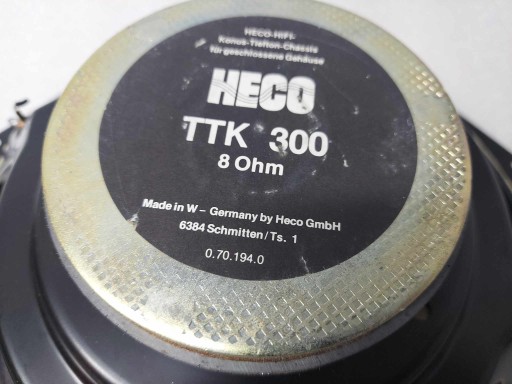 HECO-HIFI-
Konus-Tiefton-Chassis
für geschlossene Gehäuse
HECO
TTK 300
8 Ohm
Made in W - Germany by Heco GmbH
6384 Schmitten/Ts. 1
0.70.194.0